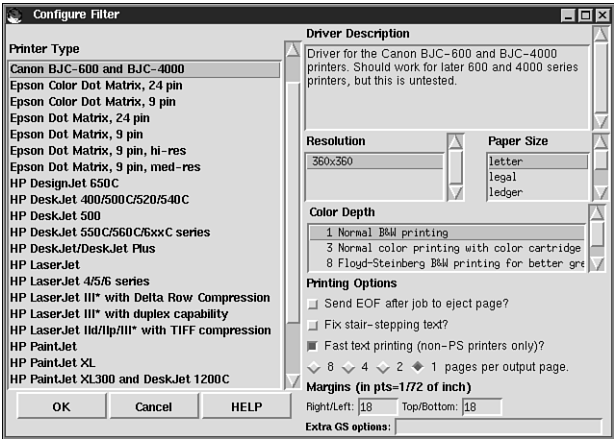 Configure Filter
Printer Type
Canon BJC-600 and BJC-4000
Epson Color Dot Matrix, 24 pin
Epson Color Dot Matrix, 9 pin
Epson Dot Matrix, 24 pin
Epson Dot Matrix, 9 pin
Epson Dot Matrix, 9 pin, hi-res
Epson Dot Matrix, 9 pin, med-res
HP DesignJet 650C
HP DeskJet 400/500C/520/540C
HP DeskJet 500
HP DeskJet 550C/560C/6xxC series
HP DeskJet/DeskJet Plus
HP LaserJet
HP LaserJet 4/5/6 series
HP LaserJet III* with Delta Row Compression
HP LaserJet III* with duplex capability
HP LaserJet IId/IIp/III* with TIFF compression
HP PaintJet
HP PaintJet XL
HP PaintJet XL300 and DeskJet 1200C
OK Cancel HELP
Driver Description
Driver for the Canon BJC-600 and BJC-4000
printers. Should work for later 600 and 4000 series
printers, but this is untested.
Resolution
360x360
Paper Size
letter
legal
ledger
Color Depth
1 Normal B&W printing
3 Normal color printing with color cartridge
8 Floyd-Steinberg B&W printing for better gre
Printing Options
Send EOF after job to eject page?
Fix stair-stepping text?
Fast text printing (non-PS printers only)?
8 4 2 1 pages per output page.
Margins (in pts=1/72 of inch)
Right/Left: 18 Top/Bottom: 18
Extra GS options: